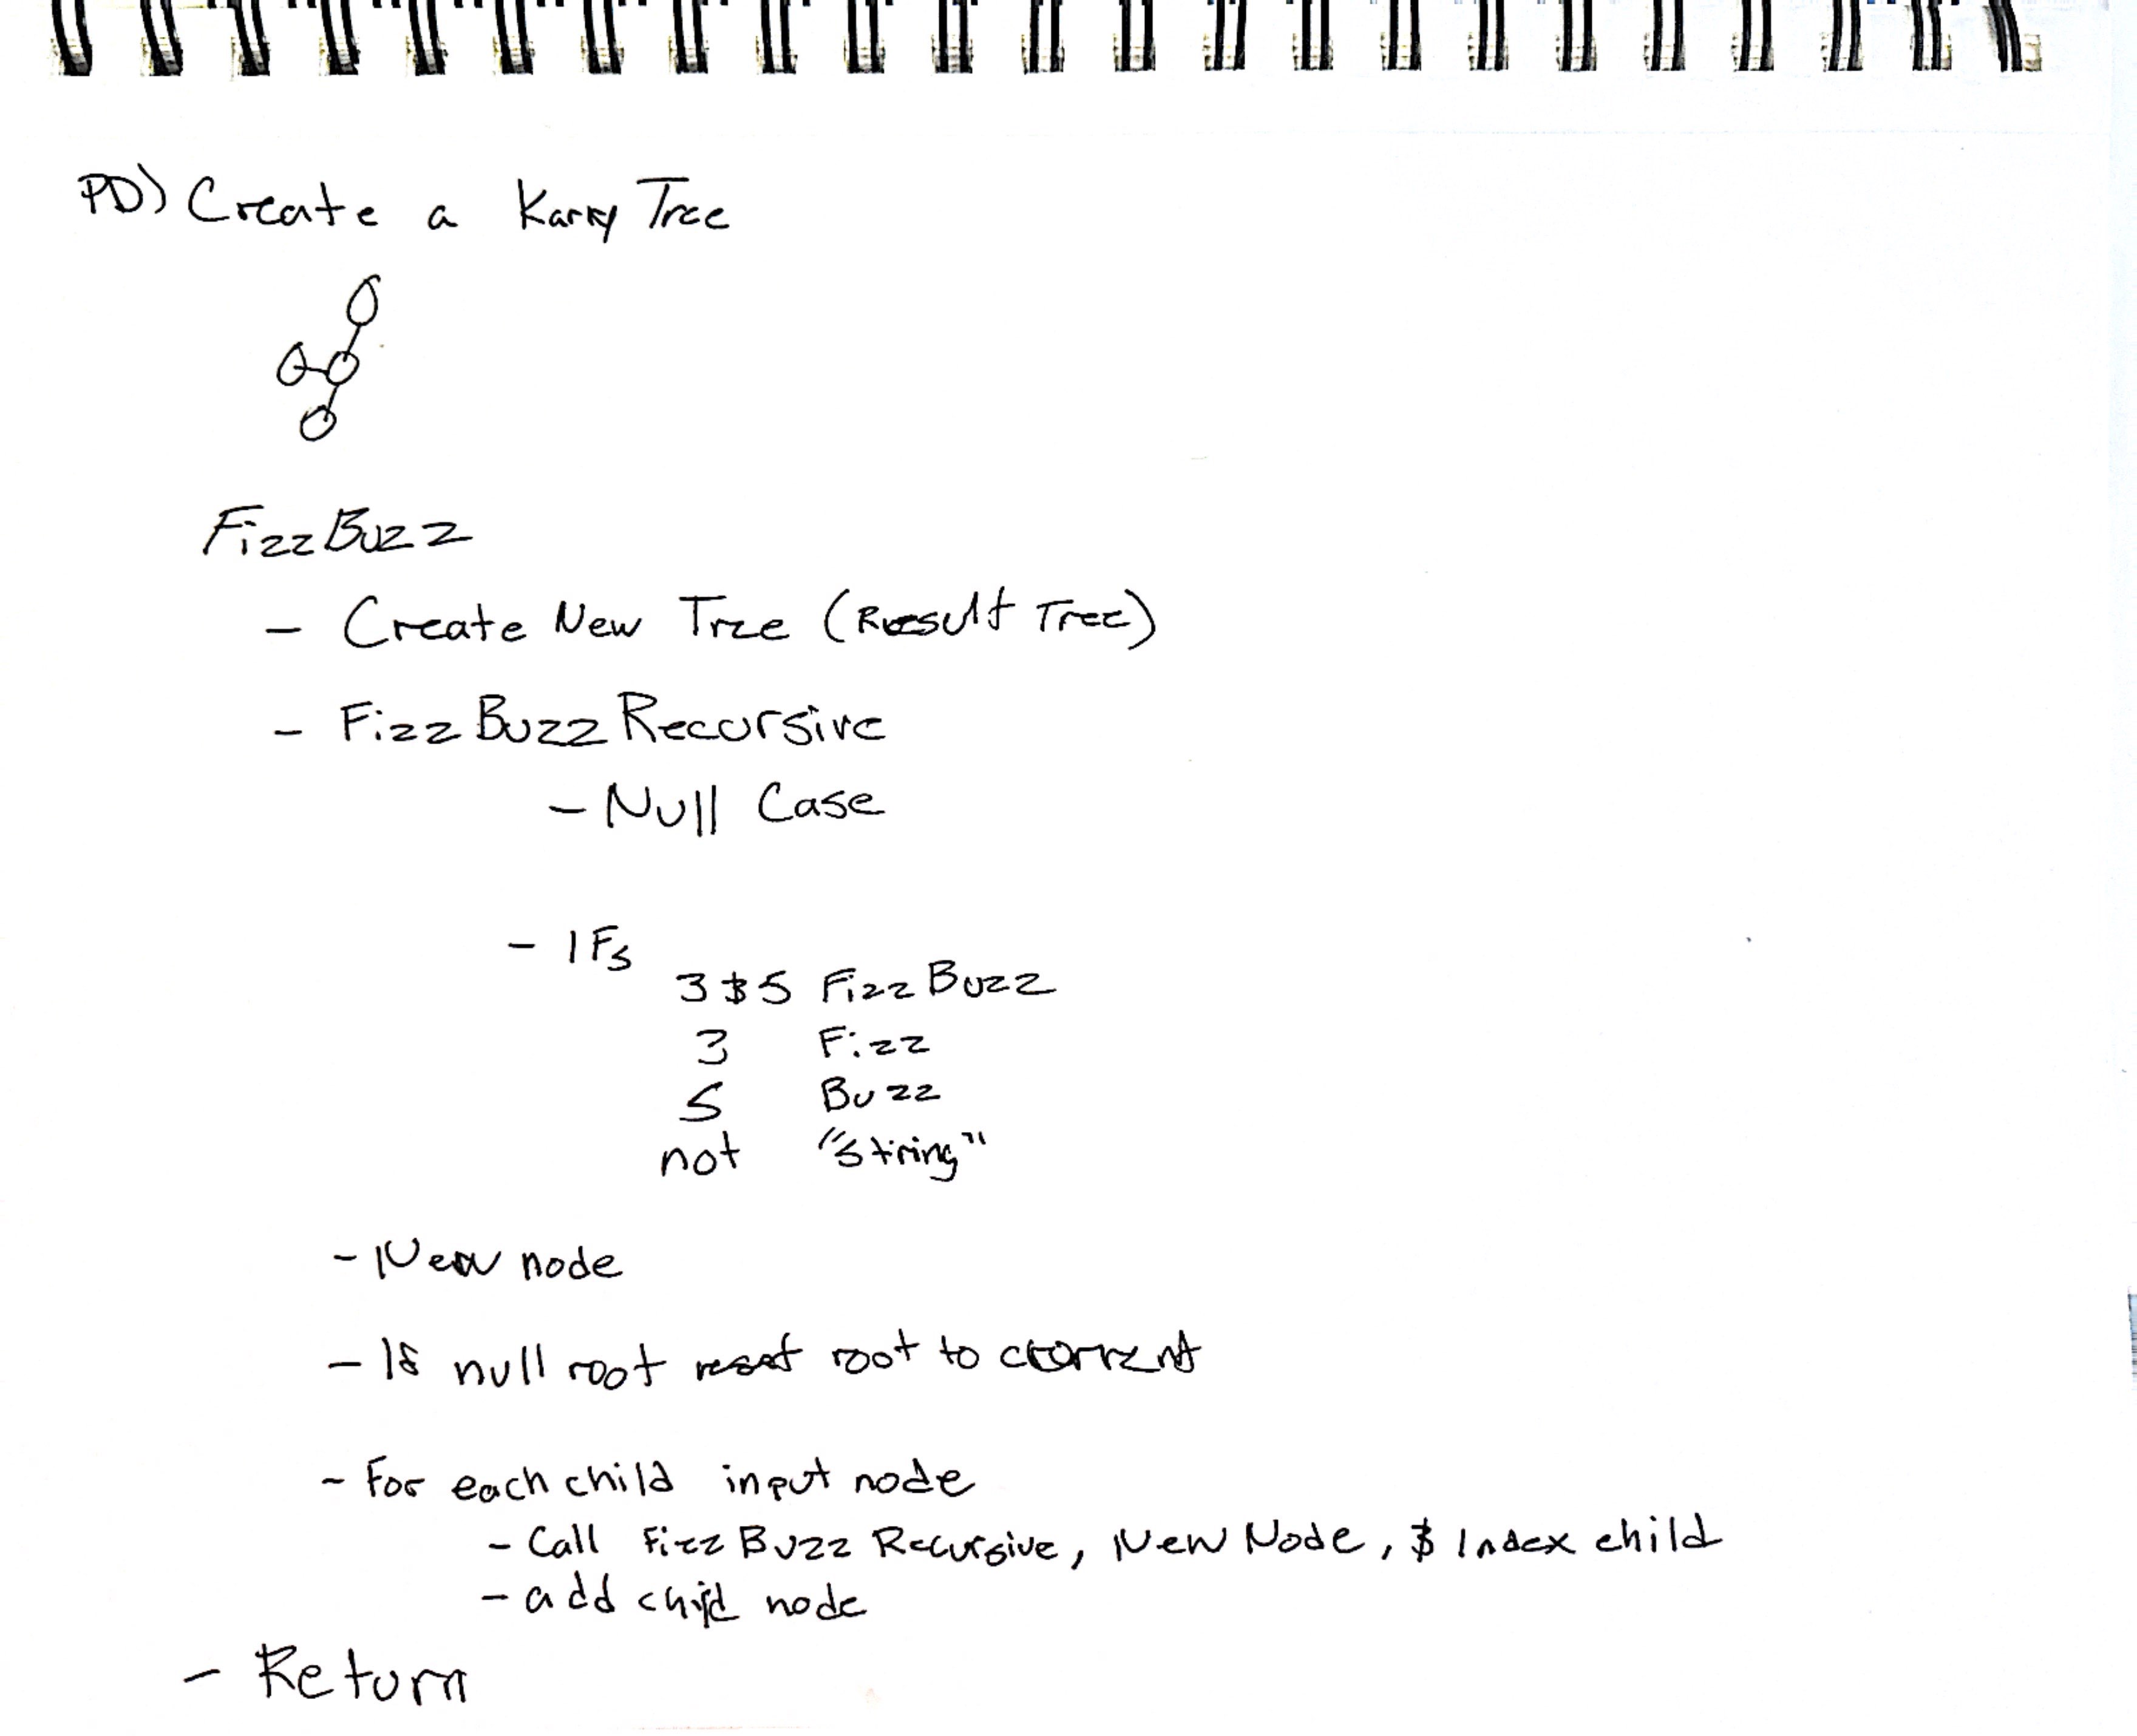 PD) Create a Karry Tree
FizzBuzz
- Create New Tree (Result Tree)
- FizzBuzz Recursive
- Null Case
- IFs
3 & 5 FizzBuzz
3 Fizz
5 Buzz
not "String"
- New node
- If null root reset root to current
- For each child input node
- Call FizzBuzz Recursive, New Node, & Index child
- add child node
- Return